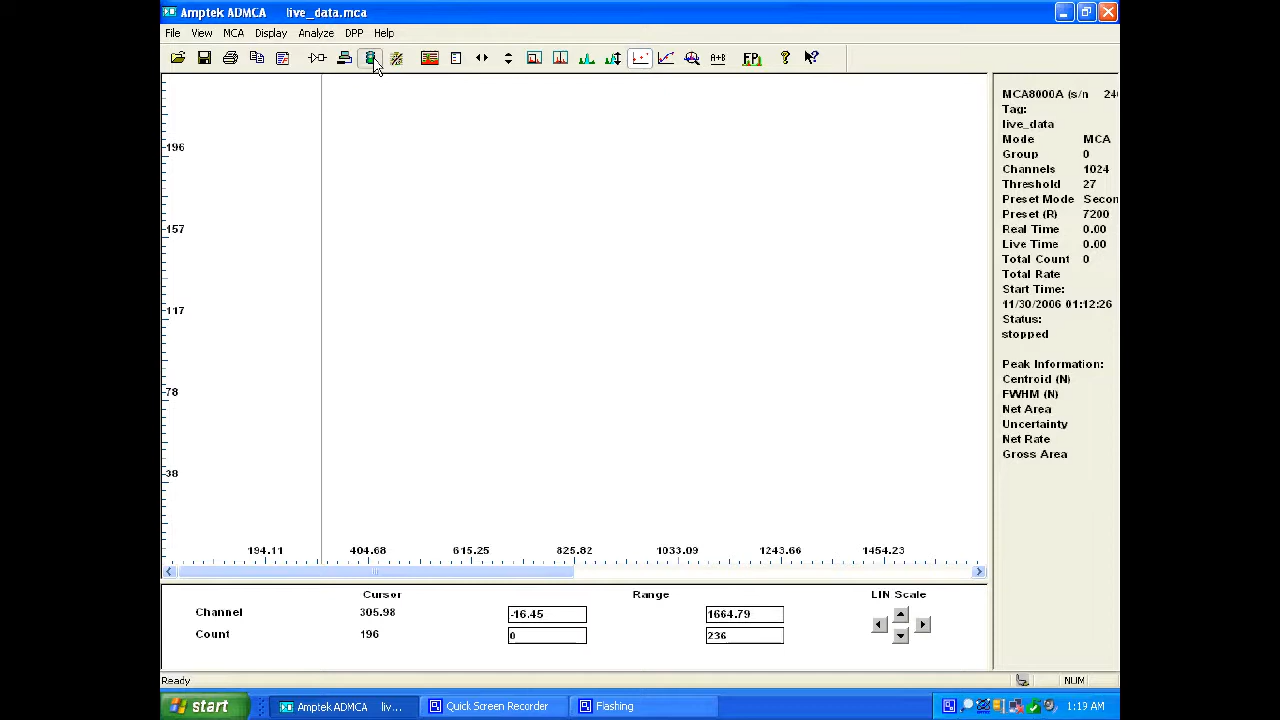 Amptek ADMCA live_data.mca
File View MCA Display Analyze DPP Help
A+B FP ? ?
196
157
117
78
38
194.11 404.68 615.25 825.82 1033.09 1243.66 1454.23
MCA8000A (s/n
Tag:
live_data
Mode MCA
Group 0
Channels 1024
Threshold 27
Preset Mode Secon
Preset (R) 7200
Real Time 0.00
Live Time 0.00
Total Count 0
Total Rate
Start Time:
11/30/2006 01:12:26
Status:
stopped
Peak Information:
Centroid (N)
FWHM (N)
Net Area
Uncertainty
Net Rate
Gross Area
Cursor Range LIN Scale
Channel 305.98 -16.45 1664.79
Count 196 0 236
Ready NUM
start Amptek ADMCA liv... Quick Screen Recorder Flashing 1:19 AM